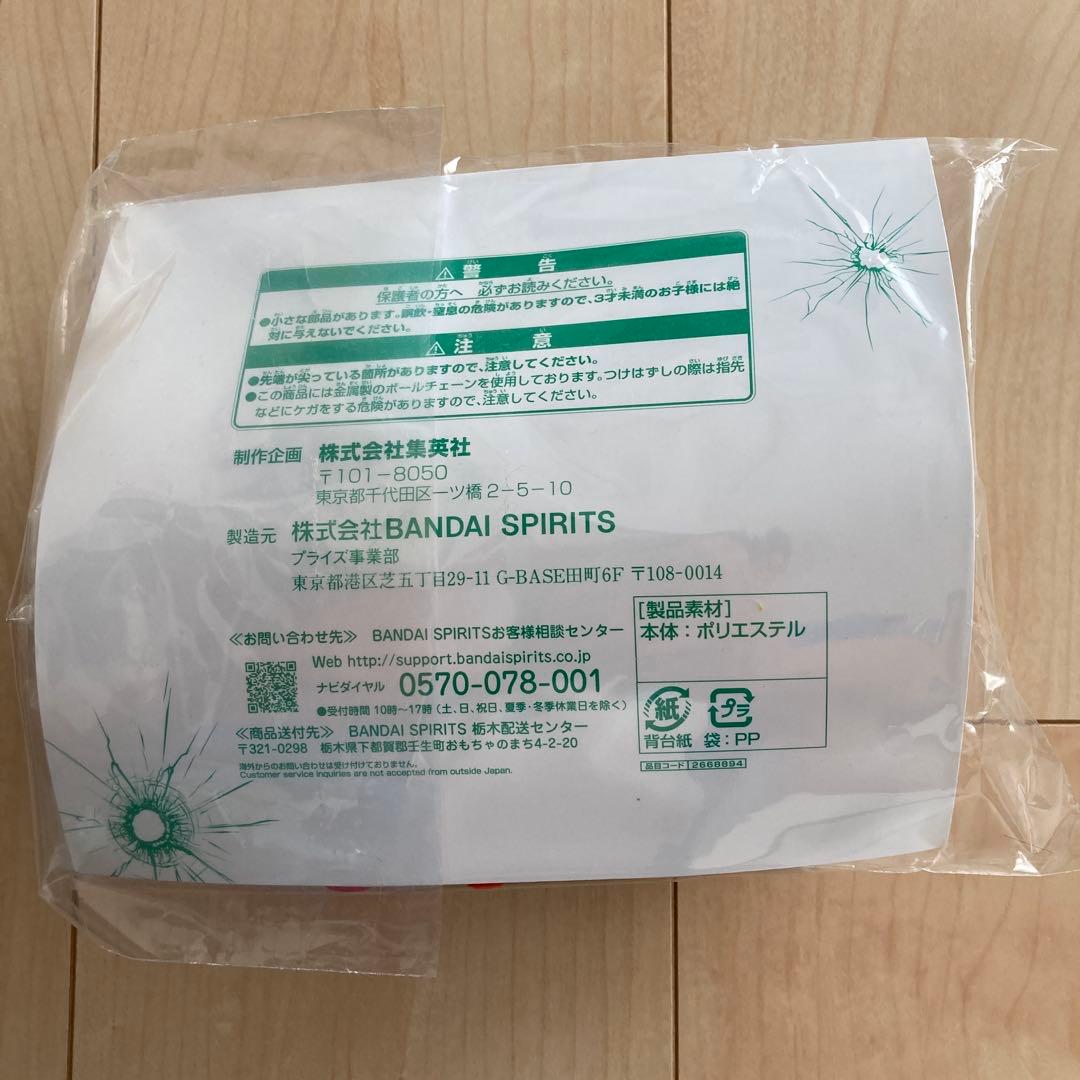 ⚠警告
保護者の方へ 必ずお読みください。
●小さな部品があります。誤飲・窒息の危険がありますので、3才未満のお子様には絶
対に与えないでください。
⚠注意
●先端が尖っている箇所がありますので、注意してください。
●この商品には金属製のボールチェーンを使用しております。つけはずしの際は指先
などにケガをする危険がありますので、注意してください。
制作企画 株式会社集英社
〒101-8050
東京都千代田区一ツ橋2-5-10
製造元 株式会社BANDAI SPIRITS
プライズ事業部
東京都港区芝五丁目29-11 G-BASE田町6F 〒108-0014
≪お問い合わせ先≫ BANDAI SPIRITSお客様相談センター
Web http://support.bandaispirits.co.jp
ナビダイヤル 0570-078-001
●受付時間 10時～17時(土、日、祝日、夏季・冬季休業日を除く)
≪商品送付先≫ BANDAI SPIRITS 栃木配送センター
〒321-0298 栃木県下都賀郡壬生町おもちゃのまち4-2-20
海外からのお問い合わせは受け付けておりません。
Customer service inquiries are not accepted from outside Japan.
[製品素材]
本体：ポリエステル
紙 プラ
背台紙 袋：PP
品目コード 2668894